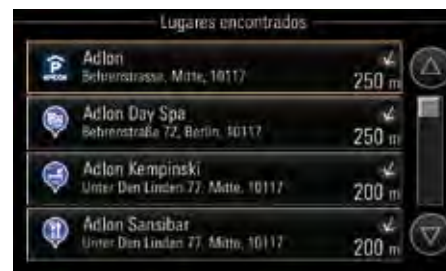 Lugares encontrados
Adlon
Behrenstrasse, Mitte, 10117
250 m
Adlon Day Spa
Behrenstraße 72, Berlin, 10117
250 m
Adlon Kempinski
Unter Den Linden 77, Mitte, 10117
200 m
Adlon Sansibar
Unter Den Linden 77, Mitte, 10117
200 m